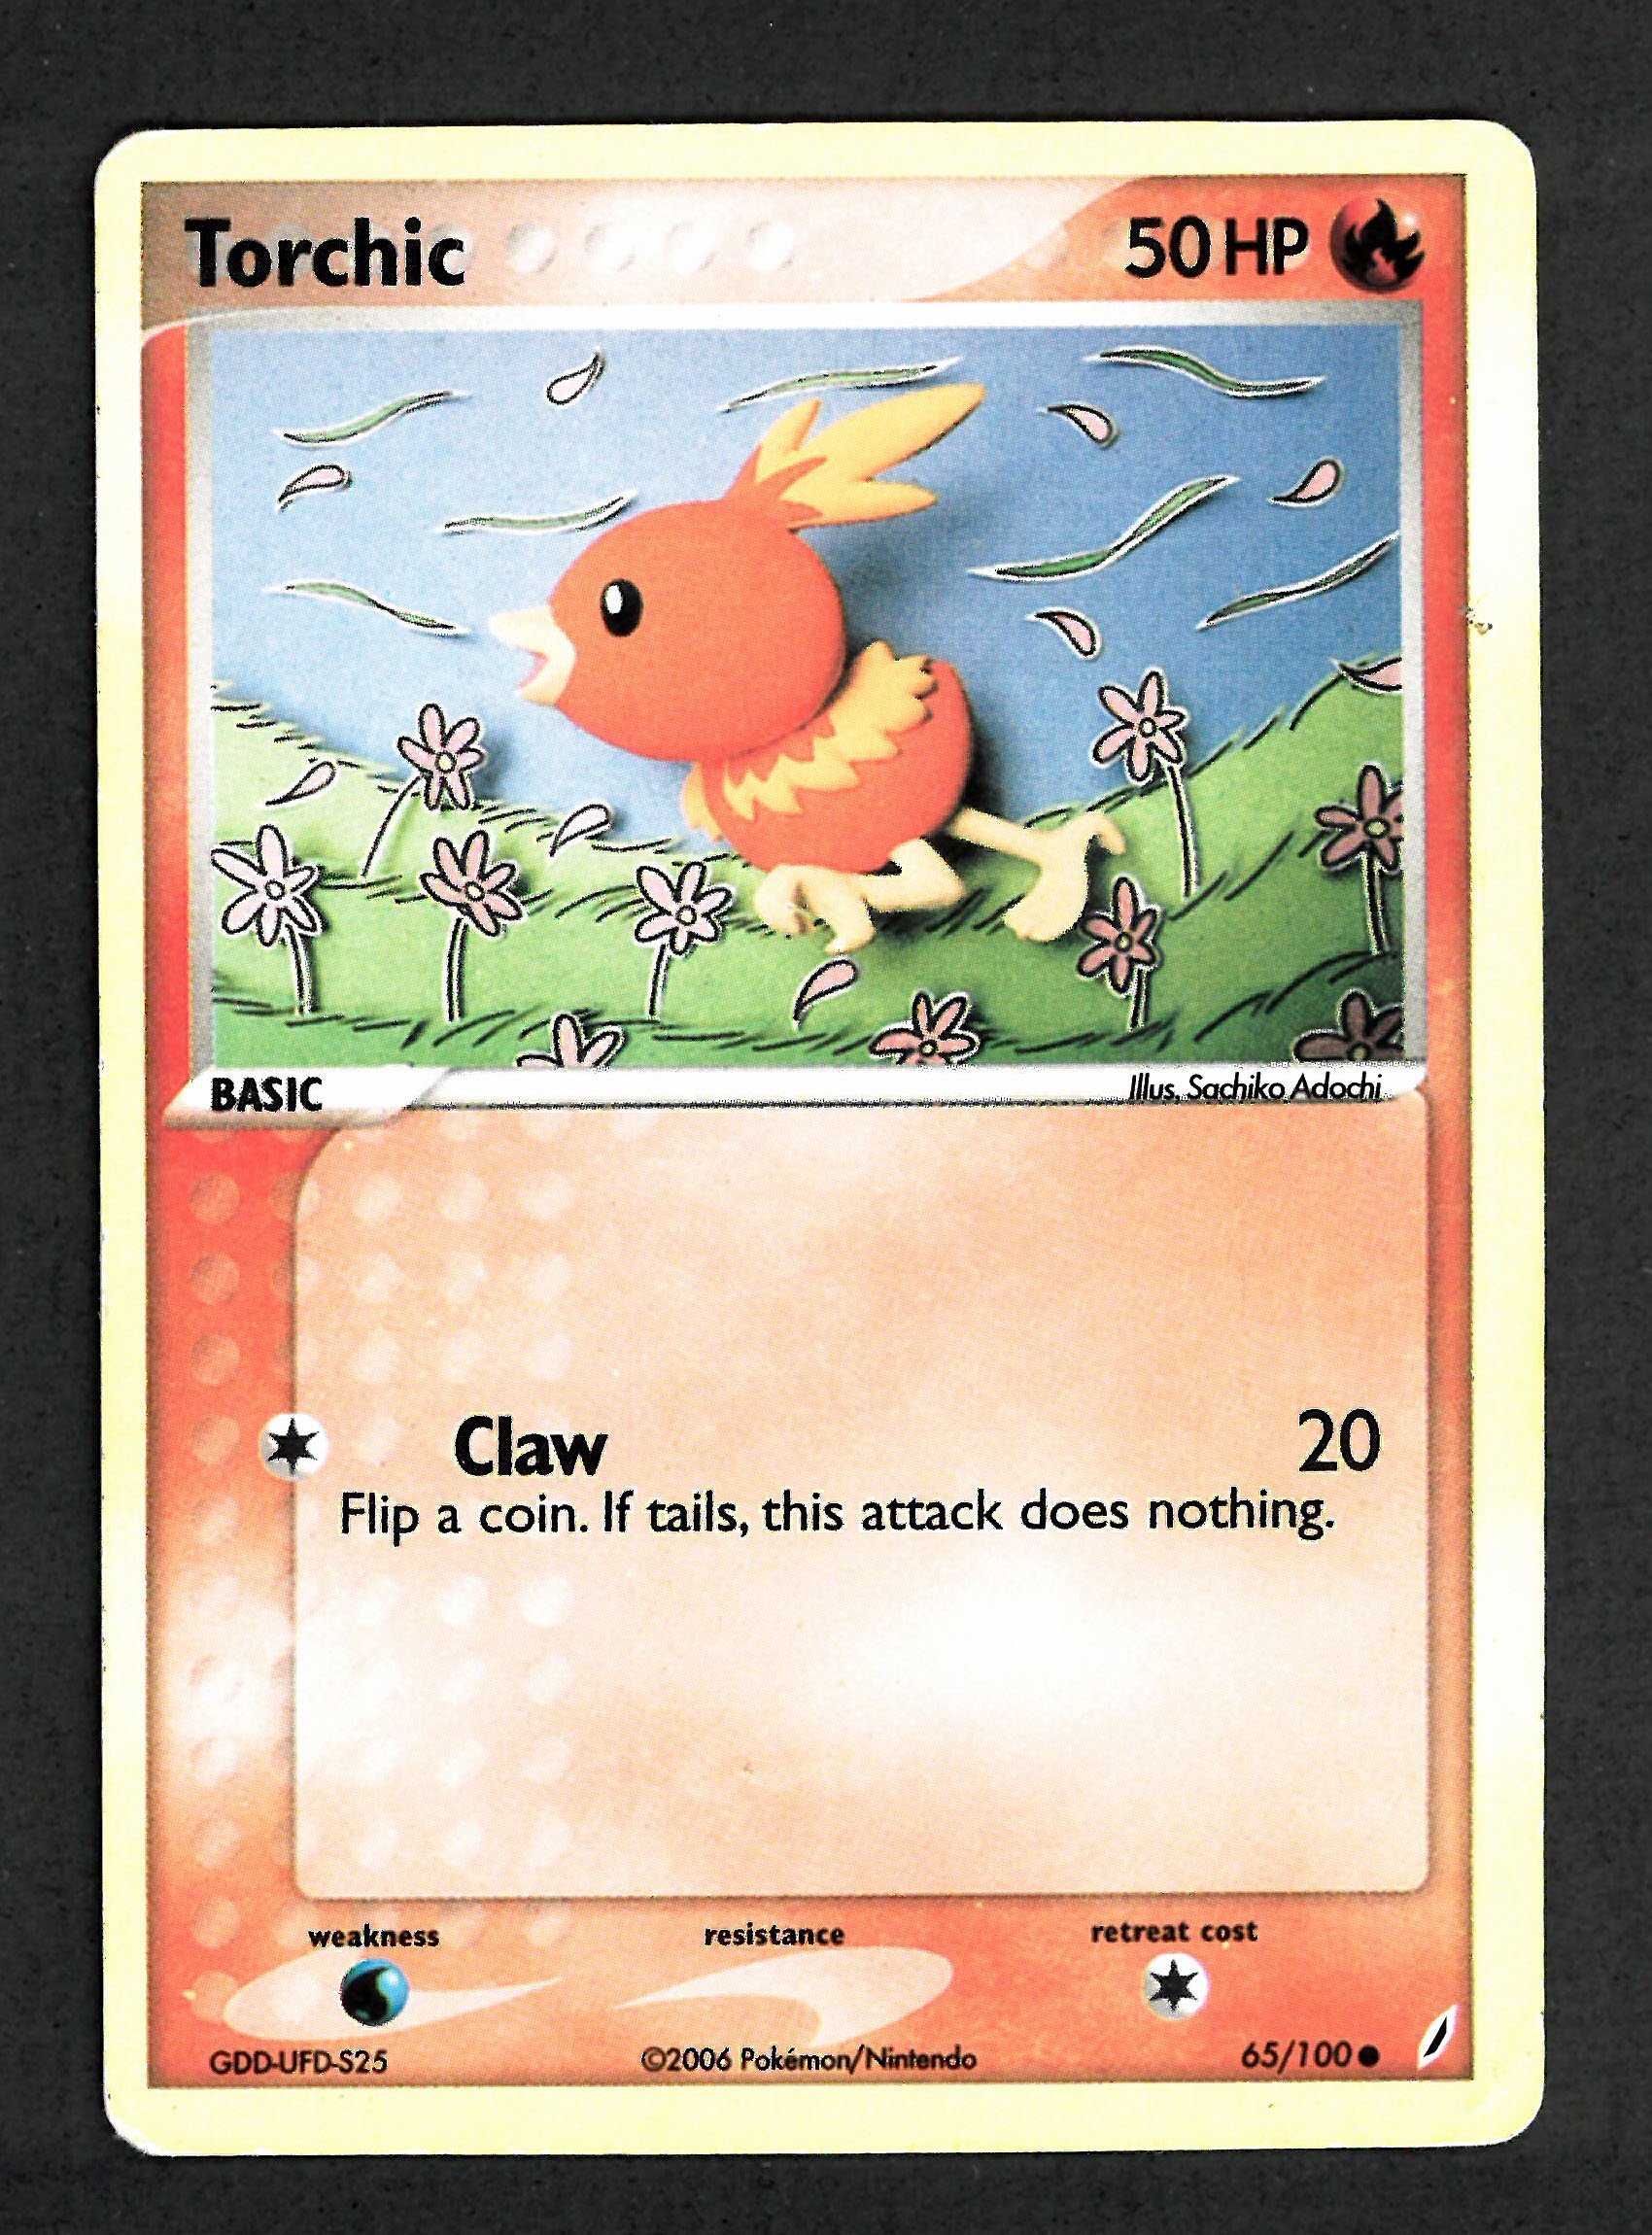 Torchic 50 HP
BASIC Illus. Sachiko Adochi
Claw 20
Flip a coin. If tails, this attack does nothing.
weakness resistance retreat cost
GDD-UFD-S25 ©2006 Pokémon/Nintendo 65/100